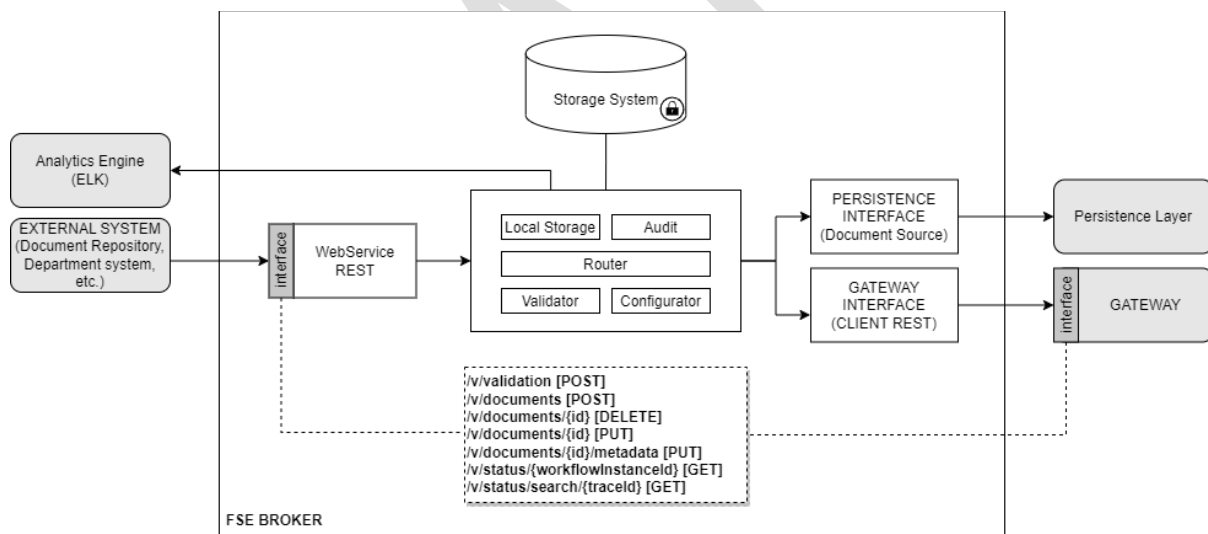 Storage System
Analytics Engine
(ELK)
EXTERNAL SYSTEM
(Document Repository,
Department system,
etc.)
interface
WebService
REST
Local Storage
Audit
Router
Validator
Configurator
PERSISTENCE
INTERFACE
(Document Source)
GATEWAY
INTERFACE
(CLIENT REST)
Persistence Layer
interface
GATEWAY
/v/validation [POST]
/v/documents [POST]
/v/documents/{id} [DELETE]
/v/documents/{id} [PUT]
/v/documents/{id}/metadata [PUT]
/v/status/{workflowInstanceId} [GET]
/v/status/search/{traceId} [GET]
FSE BROKER